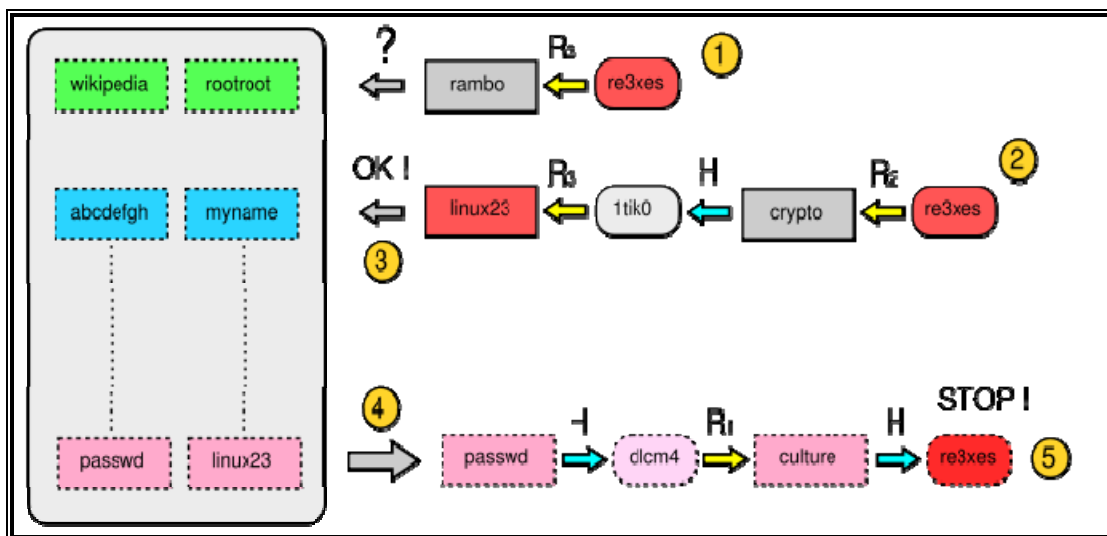 wikipedia rootroot ? rambo R3 re3xes 1
abcdefgh myname OK ! linux23 R3 1tik0 H crypto R2 re3xes 2
3
passwd linux23 4 passwd H dlcm4 R1 culture H re3xes STOP ! 5